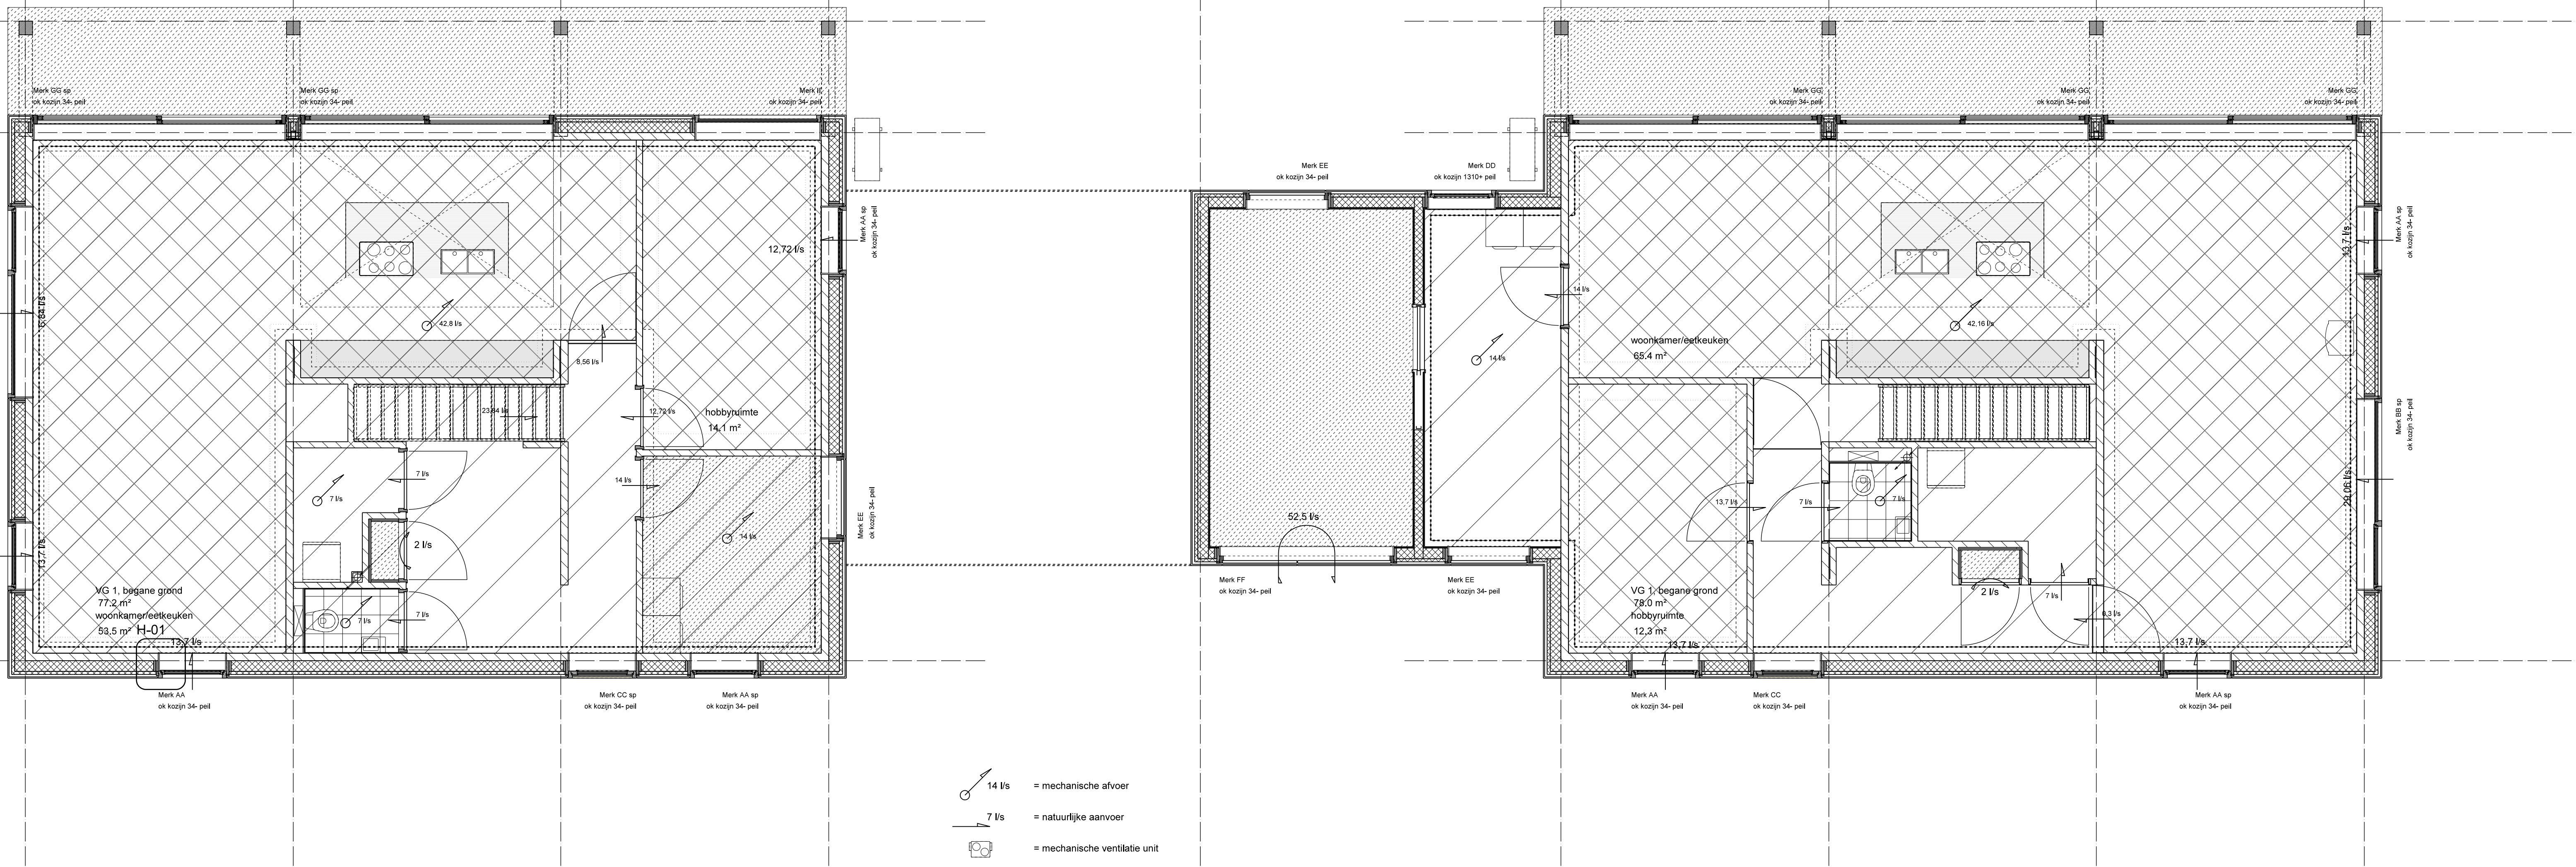 Merk GG sp
ok kozijn 34- peil
Merk GG sp
ok kozijn 34- peil
Merk
ok kozijn 34- peil
Merk GG
ok kozijn 34- peil
Merk GG
ok kozijn 34- peil
Merk GG
ok kozijn 34- peil
Merk EE
ok kozijn 34- peil
Merk DD
ok kozijn 1310+ peil
Merk AA sp
ok kozijn 34- peil
12,72 l/s
6,84 l/s
42,8 l/s
8,56 l/s
23,84 l/s
12,72 l/s
hobbyruimte
14,1 m²
7 l/s
7 l/s
14 l/s
14 l/s
2 l/s
7 l/s
7 l/s
13,7 l/s
VG 1, begane grond
77,2 m²
woonkamer/eetkeuken
53,5 m² H-01
13,7 l/s
Merk EE
ok kozijn 34- peil
Merk AA
ok kozijn 34- peil
Merk CC sp
ok kozijn 34- peil
Merk AA sp
ok kozijn 34- peil
14 l/s
14 l/s
52,5 l/s
Merk FF
ok kozijn 34- peil
Merk EE
ok kozijn 34- peil
woonkamer/eetkeuken
65,4 m²
42,16 l/s
13,7 l/s
Merk AA sp
ok kozijn 34- peil
Merk BB sp
ok kozijn 34- peil
29,06 l/s
13,7 l/s
7 l/s
7 l/s
2 l/s
7 l/s
6,3 l/s
VG 1, begane grond
78,0 m²
hobbyruimte
12,3 m²
13,7 l/s
13,7 l/s
Merk AA
ok kozijn 34- peil
Merk CC
ok kozijn 34- peil
Merk AA sp
ok kozijn 34- peil
14 l/s = mechanische afvoer
7 l/s = natuurlijke aanvoer
= mechanische ventilatie unit